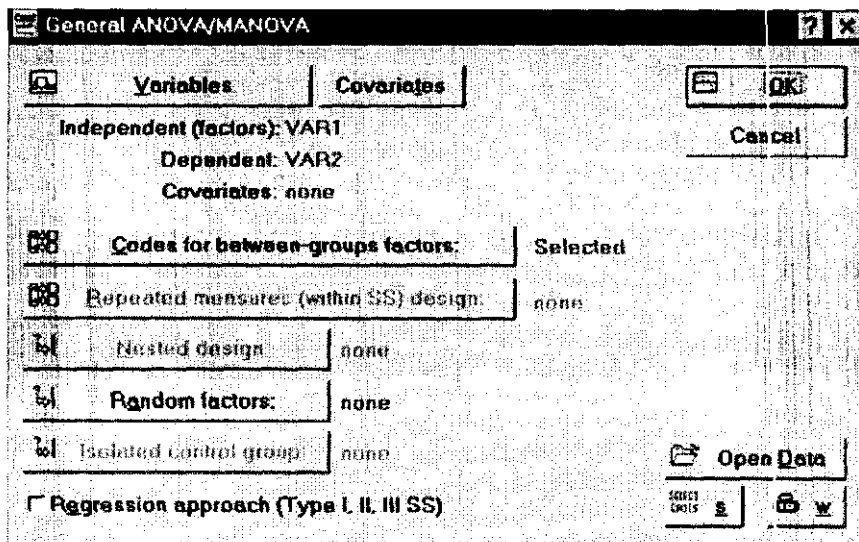 General ANOVA/MANOVA
Variables
Covariates
OK
Independent (factors): VAR1
Cancel
Dependent: VAR2
Covariates: none
Codes for between-groups factors:
Selected
Repeated measures (within SS) design:
none
Nested design
none
Random factors:
none
Isolated control group
none
Open Data
Regression approach (Type I, II, III SS)
SELECT
CASES
S
W